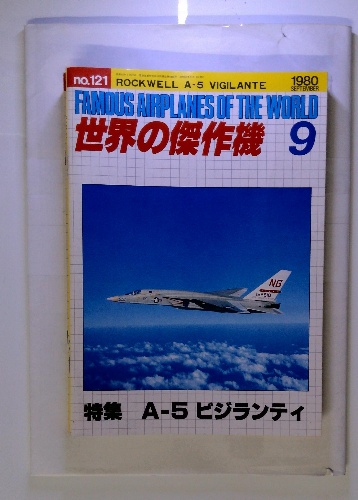 no.121 ROCKWELL A-5 VIGILANTE 1980
SEPTEMBER
FAMOUS AIRPLANES OF THE WORLD
世界の傑作機 9
NG
特集 A-5 ビジランティ